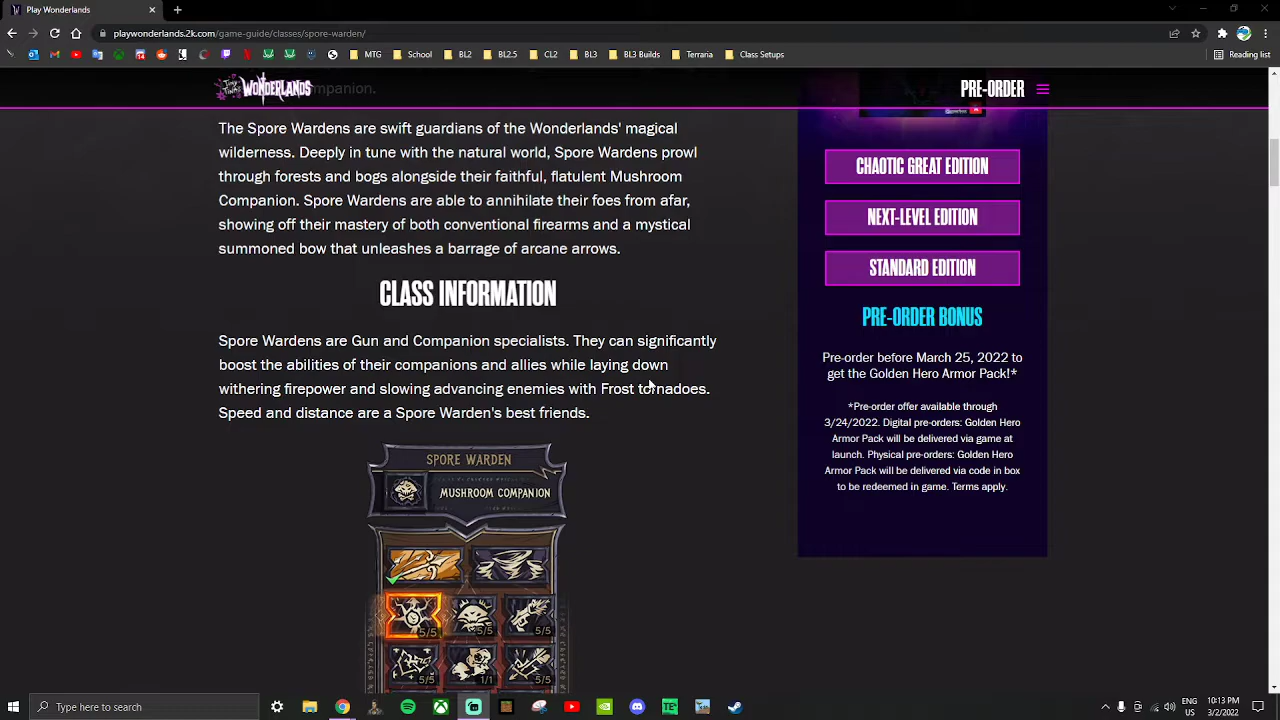 Play Wonderlands
playwonderlands.2k.com/game-guide/classes/spore-warden/
MTG School BL2 BL2.5 CL2 BL3 BL3 Builds Terraria Class Setups Reading list
WONDERLANDS
PRE-ORDER
companion.
The Spore Wardens are swift guardians of the Wonderlands' magical
wilderness. Deeply in tune with the natural world, Spore Wardens prowl
through forests and bogs alongside their faithful, flatulent Mushroom
Companion. Spore Wardens are able to annihilate their foes from afar,
showing off their mastery of both conventional firearms and a mystical
summoned bow that unleashes a barrage of arcane arrows.
CLASS INFORMATION
Spore Wardens are Gun and Companion specialists. They can significantly
boost the abilities of their companions and allies while laying down
withering firepower and slowing advancing enemies with Frost tornadoes.
Speed and distance are a Spore Warden's best friends.
SPORE WARDEN
MUSHROOM COMPANION
5/5 5/5 5/5
5/5 1/1 5/5
CHAOTIC GREAT EDITION
NEXT-LEVEL EDITION
STANDARD EDITION
PRE-ORDER BONUS
Pre-order before March 25, 2022 to
get the Golden Hero Armor Pack!*
*Pre-order offer available through
3/24/2022. Digital pre-orders: Golden Hero
Armor Pack will be delivered via game at
launch. Physical pre-orders: Golden Hero
Armor Pack will be delivered via code in box
to be redeemed in game. Terms apply.
Type here to search
ENG
10:13 PM
3/2/2022